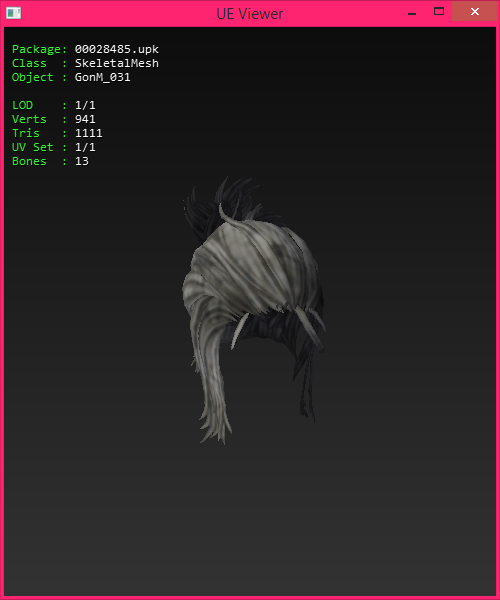 UE Viewer
Package: 00028485.upk
Class  : SkeletalMesh
Object : GonM_031
LOD    : 1/1
Verts  : 941
Tris   : 1111
UV Set : 1/1
Bones  : 13